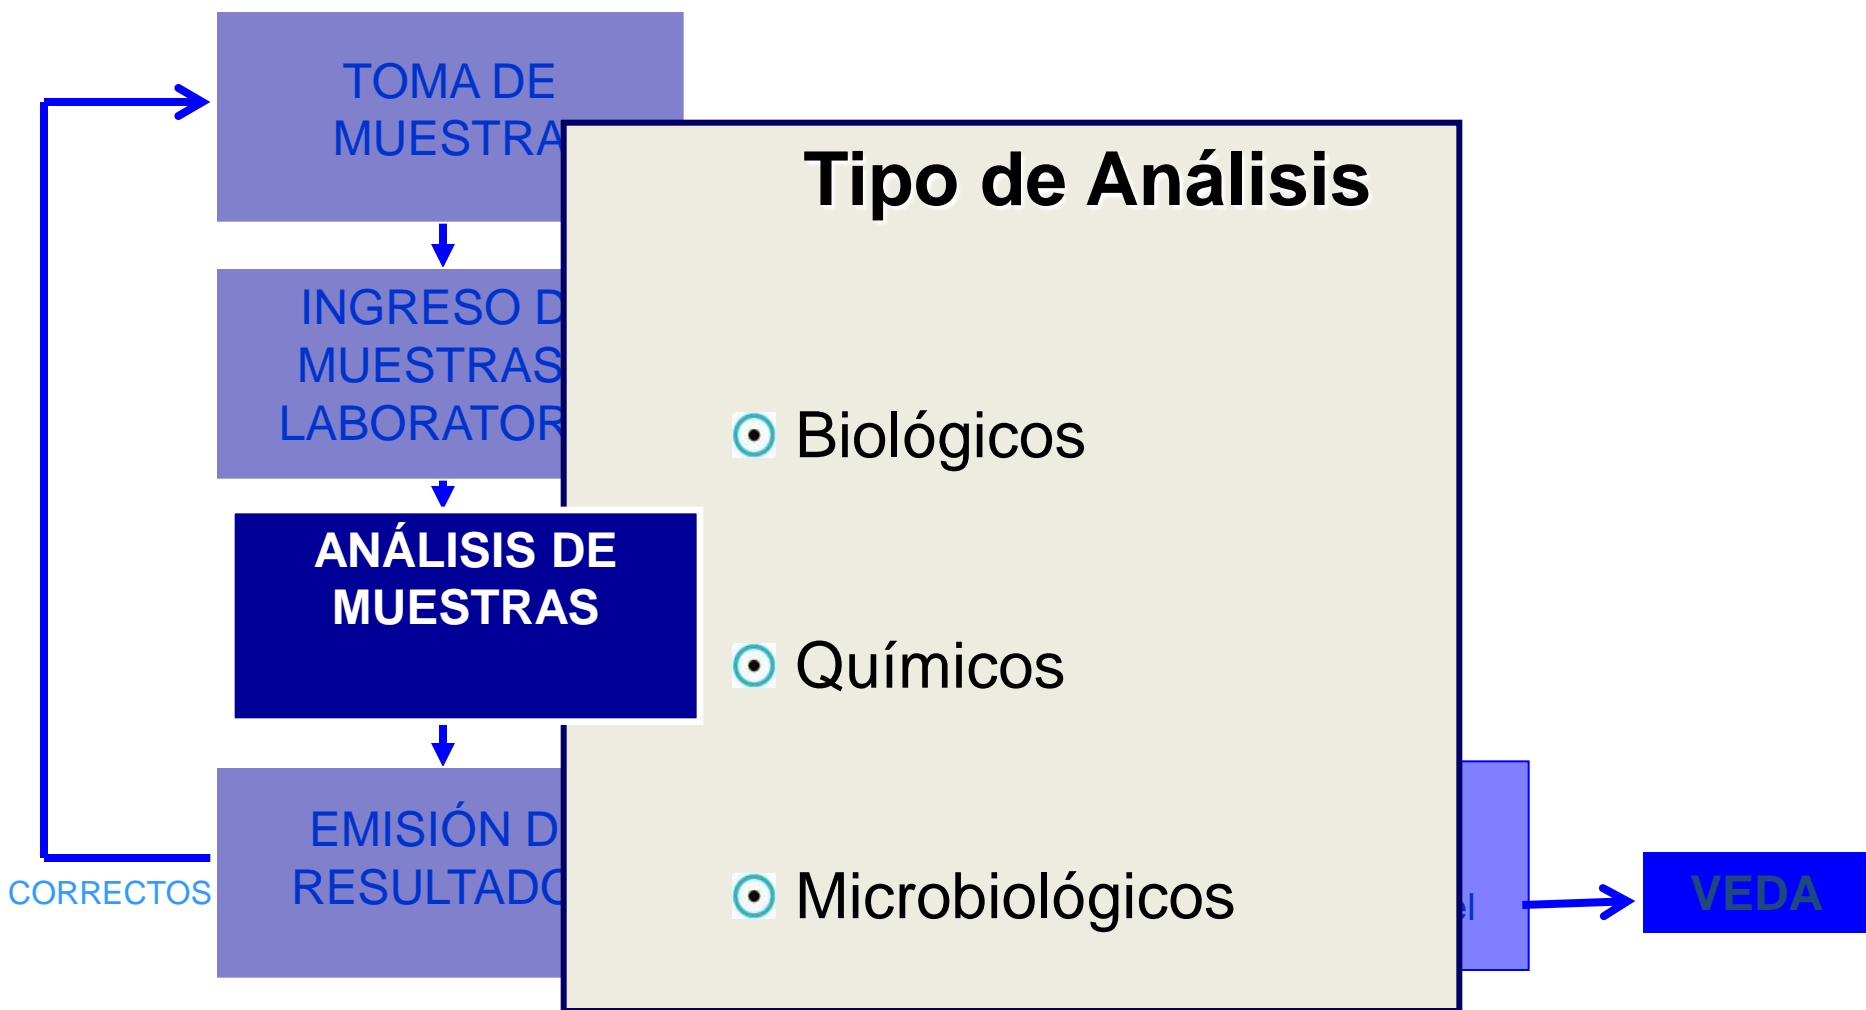 TOMA DE
MUESTRA
INGRESO D
MUESTRAS
LABORATOR
ANÁLISIS DE
MUESTRAS
EMISIÓN D
RESULTADO
CORRECTOS
Tipo de Análisis
Biológicos
Químicos
Microbiológicos
el
VEDA